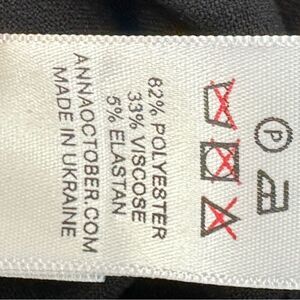 P
62% POLYESTER
33% VISCOSE
5% ELASTAN
ANNAOCTOBER.COM
MADE IN UKRAINE